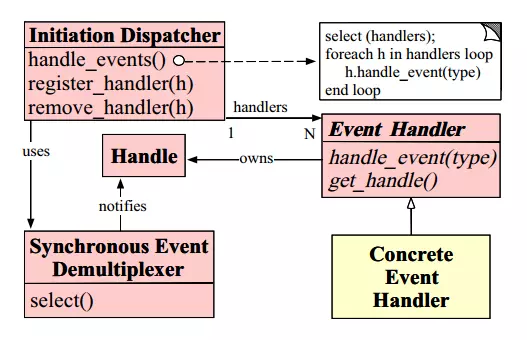 Initiation Dispatcher
handle_events()
register_handler(h)
remove_handler(h)
select (handlers);
foreach h in handlers loop
h.handle_event(type)
end loop
handlers
1
N
Event Handler
handle_event(type)
get_handle()
uses
Handle
owns
notifies
Synchronous Event
Demultiplexer
select()
Concrete
Event
Handler